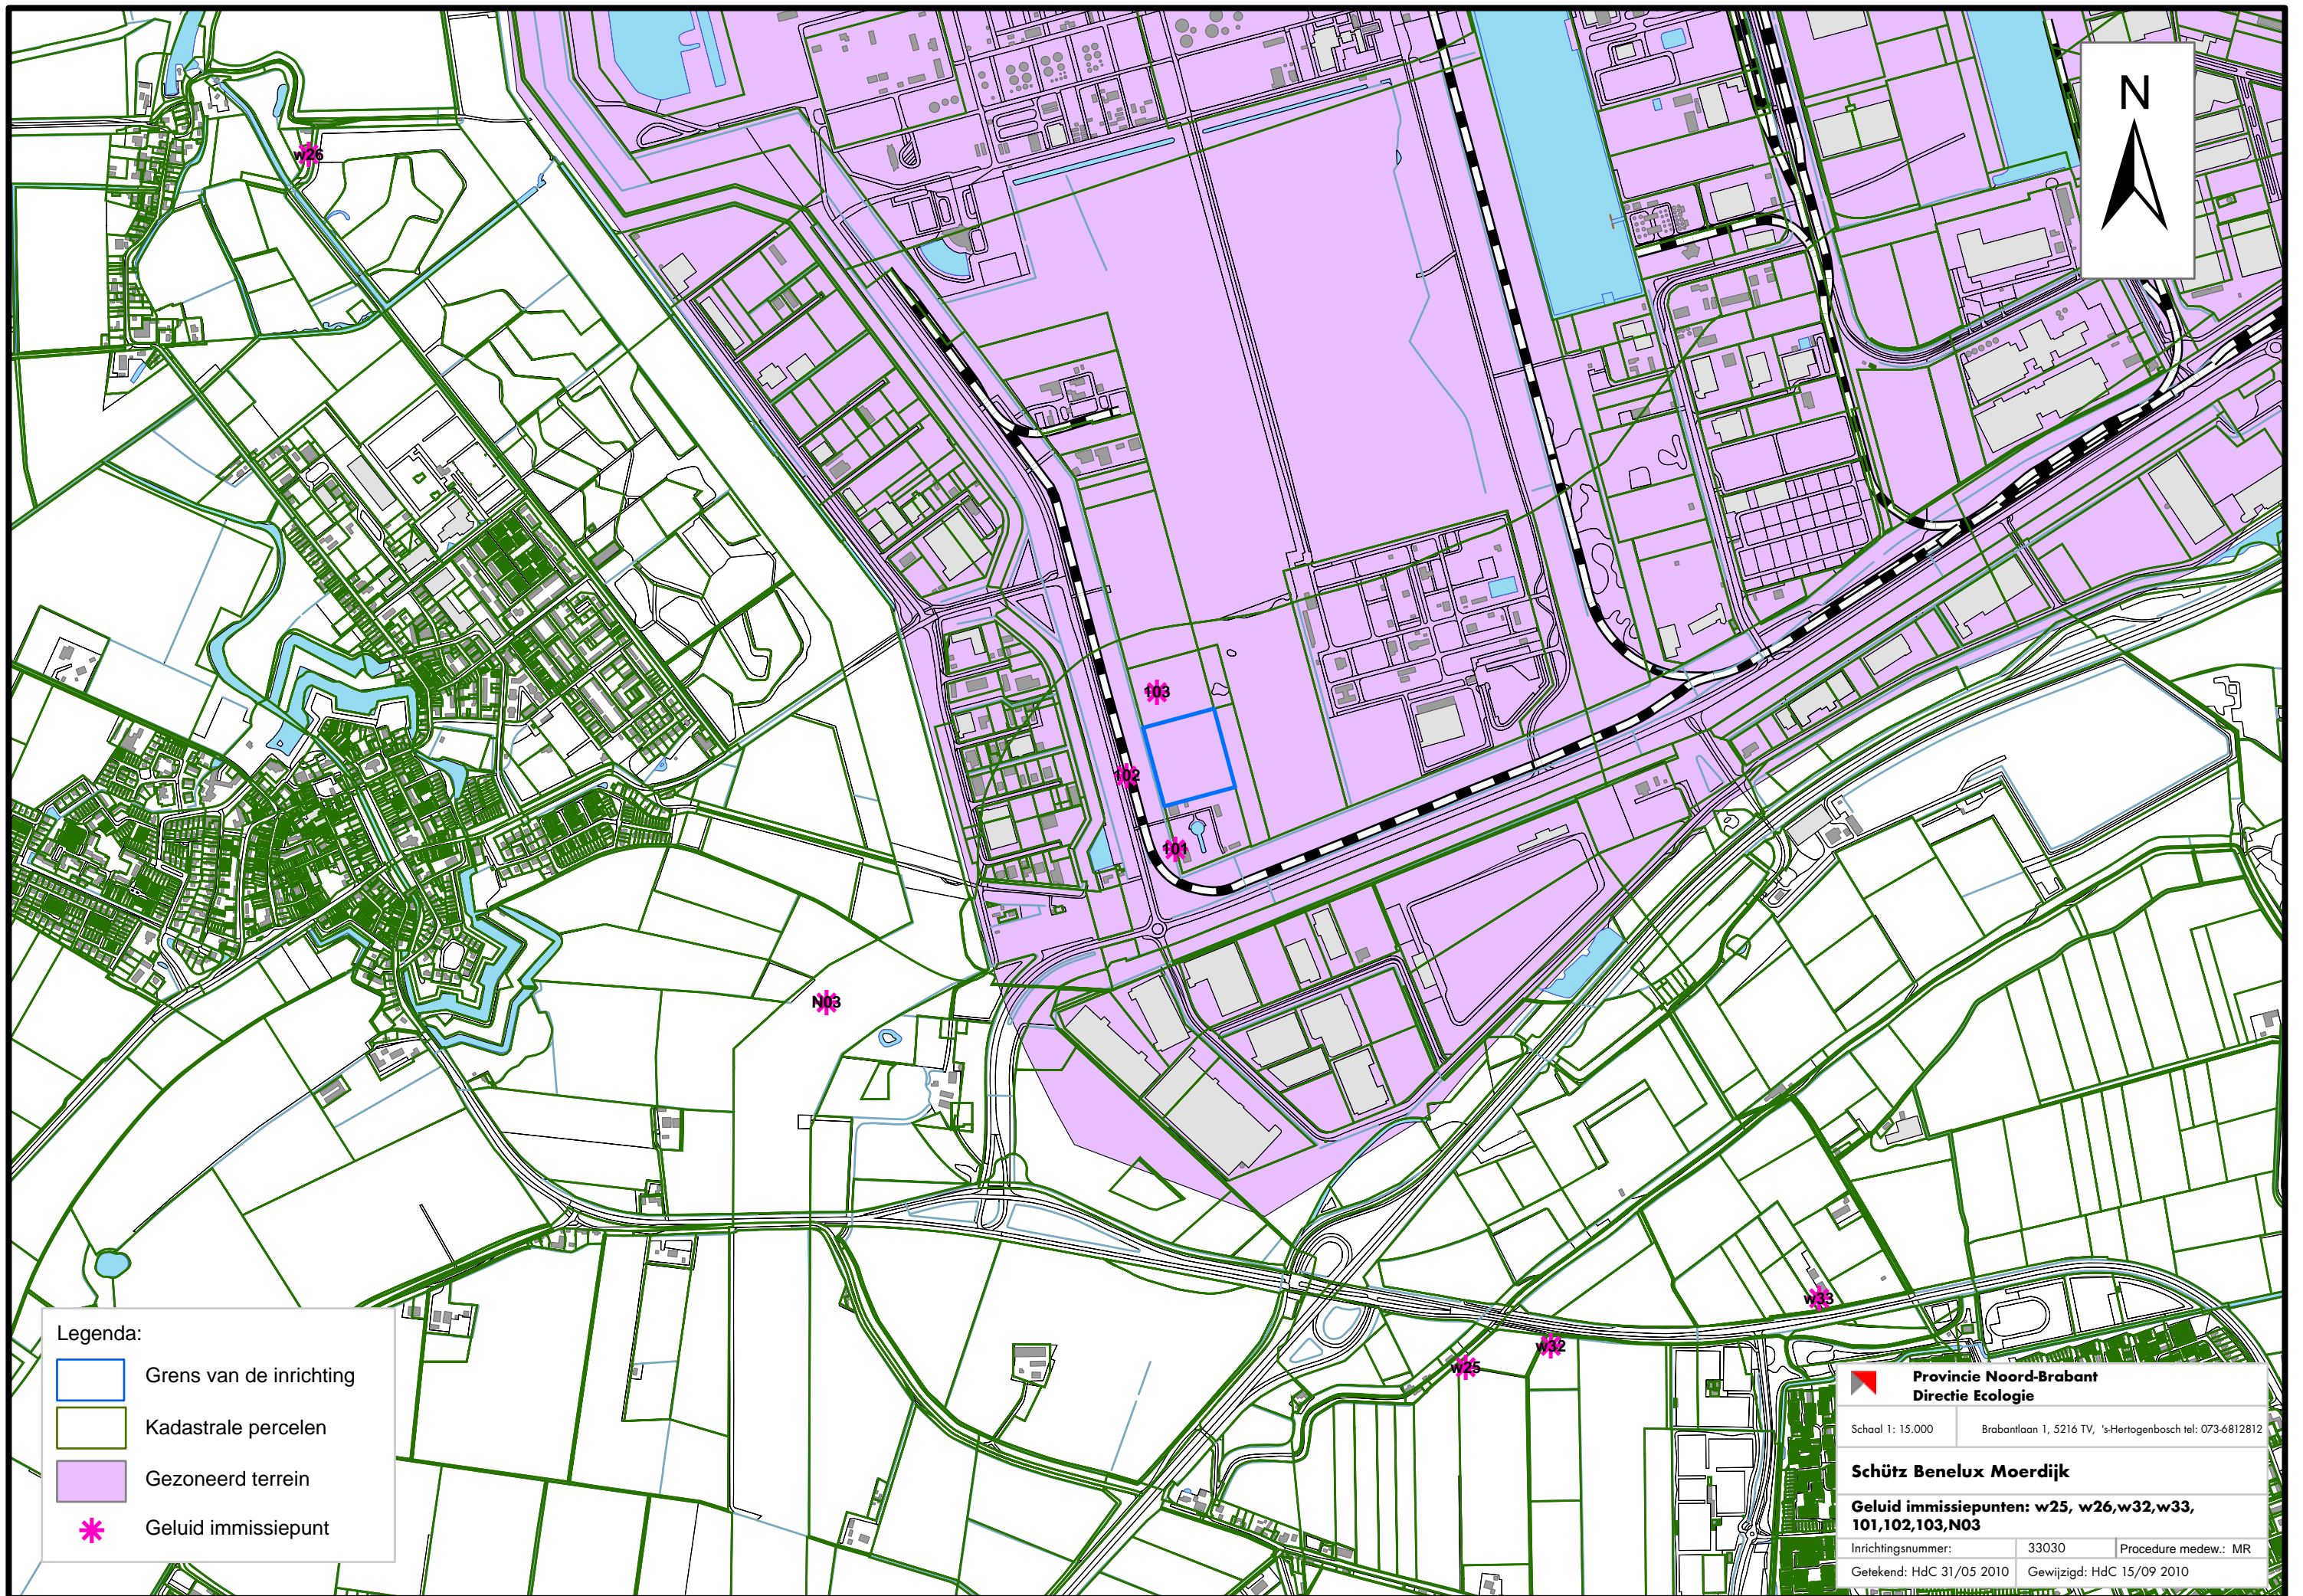 N
w26
103
102
101
N03
w33
w32
w25
Legenda:
Grens van de inrichting
Kadastrale percelen
Gezoneerd terrein
Geluid immissiepunt
Provincie Noord-Brabant
Directie Ecologie
Schaal 1: 15.000
Brabantlaan 1, 5216 TV, 's-Hertogenbosch tel: 073-6812812
Schütz Benelux Moerdijk
Geluid immissiepunten: w25, w26,w32,w33,
101,102,103,N03
Inrichtingsnummer: 33030 Procedure medew.: MR
Getekend: HdC 31/05 2010 Gewijzigd: HdC 15/09 2010